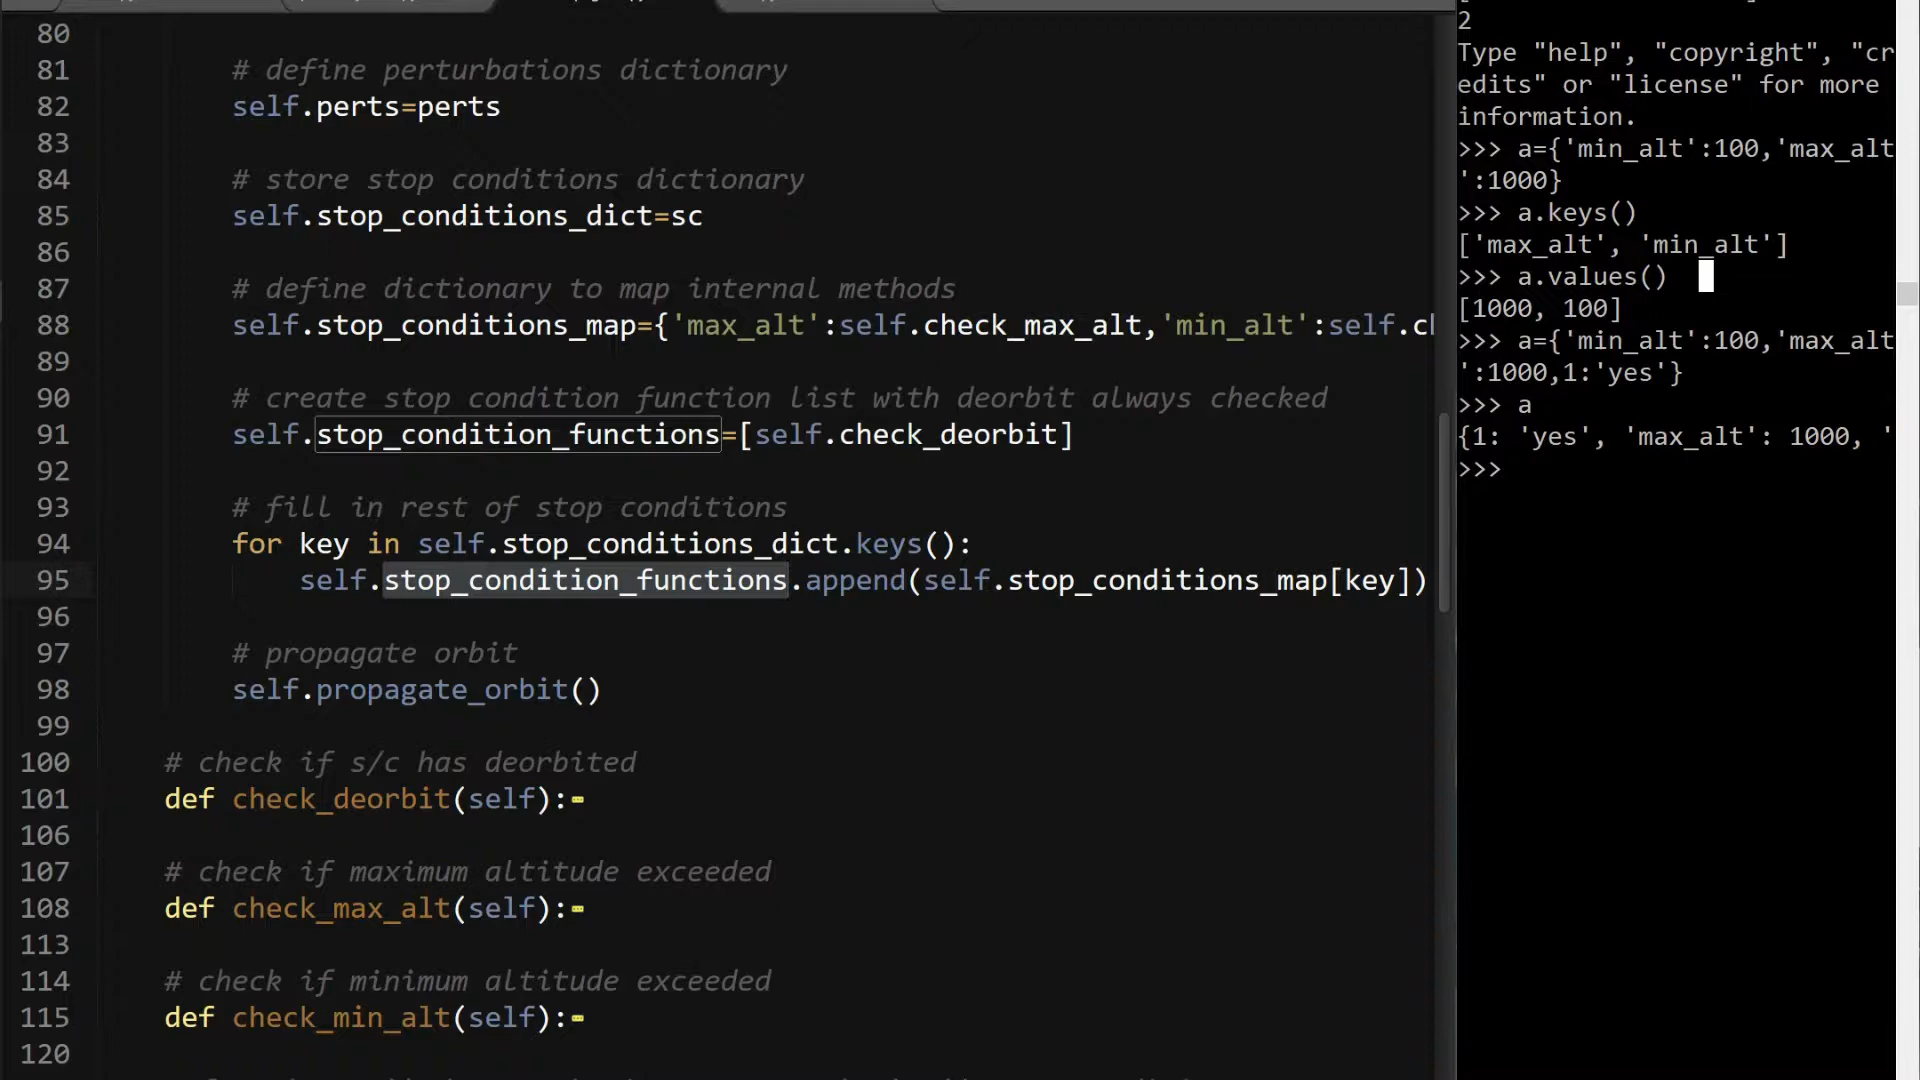 80
81 # define perturbations dictionary
82 self.perts=perts
83
84 # store stop conditions dictionary
85 self.stop_conditions_dict=sc
86
87 # define dictionary to map internal methods
88 self.stop_conditions_map={'max_alt':self.check_max_alt,'min_alt':self.
89
90 # create stop condition function list with deorbit always checked
91 self.stop_condition_functions=[self.check_deorbit]
92
93 # fill in rest of stop conditions
94 for key in self.stop_conditions_dict.keys():
95 self.stop_condition_functions.append(self.stop_conditions_map[key])
96
97 # propagate orbit
98 self.propagate_orbit()
99
100 # check if s/c has deorbited
101 def check_deorbit(self):
106
107 # check if maximum altitude exceeded
108 def check_max_alt(self):
113
114 # check if minimum altitude exceeded
115 def check_min_alt(self):
120
2
Type "help", "copyright", "cr
edits" or "license" for more
information.
>>> a={'min_alt':100,'max_alt
':1000}
>>> a.keys()
['max_alt', 'min_alt']
>>> a.values()
[1000, 100]
>>> a={'min_alt':100,'max_alt
':1000,1:'yes'}
>>> a
{1: 'yes', 'max_alt': 1000, '
>>>